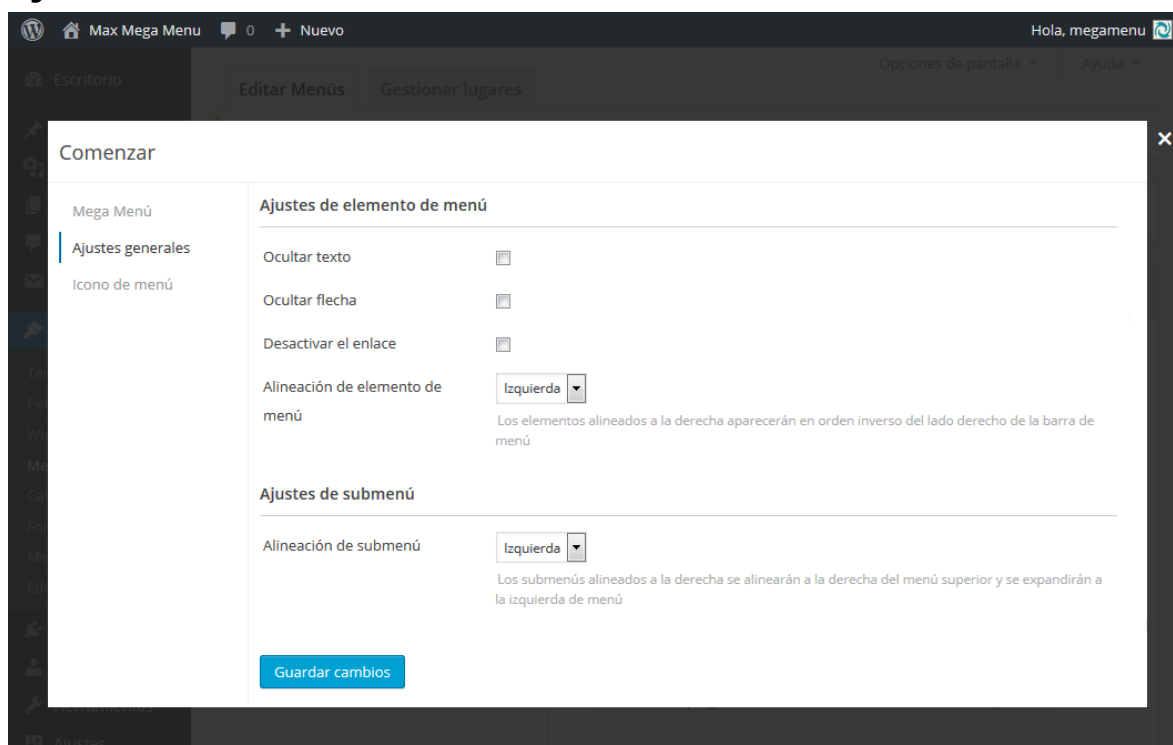 Max Mega Menu 0 Nuevo Hola, megamenu
Escritorio Opciones de pantalla Ayuda
Editar Menús Gestionar lugares
Comenzar
Mega Menú
Ajustes generales
Icono de menú
Ajustes de elemento de menú
Ocultar texto
Ocultar flecha
Desactivar el enlace
Alineación de elemento de
menú
Izquierda
Los elementos alineados a la derecha aparecerán en orden inverso del lado derecho de la barra de
menú
Ajustes de submenú
Alineación de submenú
Izquierda
Los submenús alineados a la derecha se alinearán a la derecha del menú superior y se expandirán a
la izquierda de menú
Guardar cambios
Herramientas
Ajustes